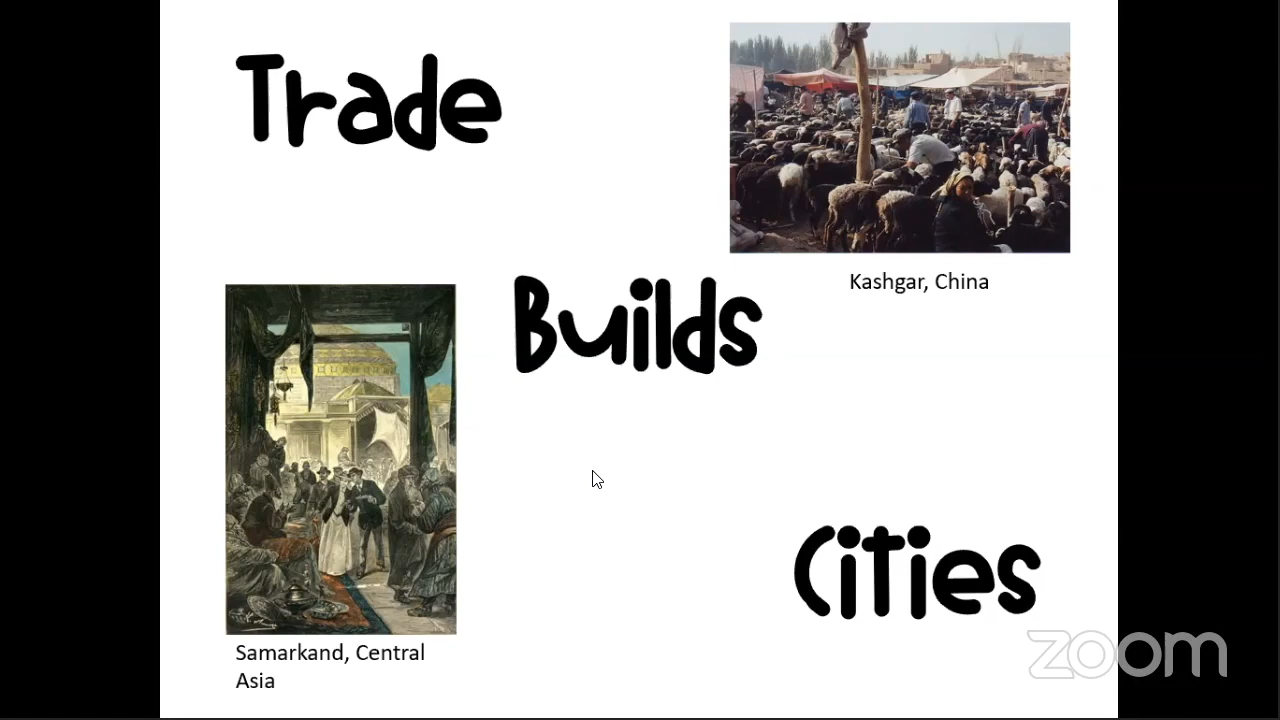 Trade
Kashgar, China
Builds
Cities
Samarkand, Central
Asia
zoom